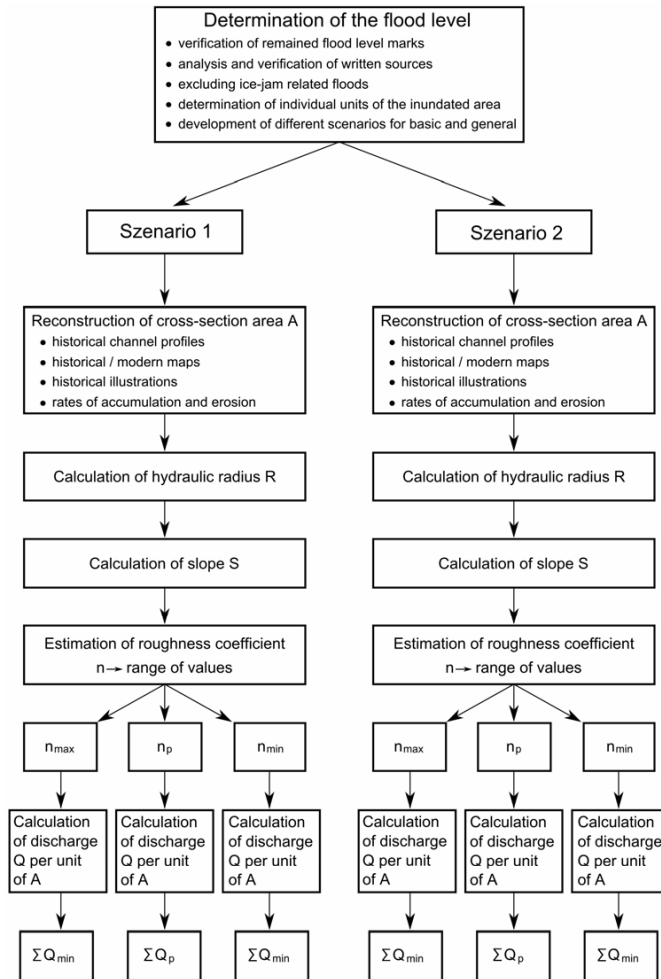 Determination of the flood level
• verification of remained flood level marks
• analysis and verification of written sources
• excluding ice-jam related floods
• determination of individual units of the inundated area
• development of different scenarios for basic and general
Szenario 1
Szenario 2
Reconstruction of cross-section area A
• historical channel profiles
• historical / modern maps
• historical illustrations
• rates of accumulation and erosion
Reconstruction of cross-section area A
• historical channel profiles
• historical / modern maps
• historical illustrations
• rates of accumulation and erosion
Calculation of hydraulic radius R
Calculation of hydraulic radius R
Calculation of slope S
Calculation of slope S
Estimation of roughness coefficient
n→ range of values
Estimation of roughness coefficient
n→ range of values
nmax
np
nmin
nmax
np
nmin
Calculation
of discharge
Q per unit
of A
Calculation
of discharge
Q per unit
of A
Calculation
of discharge
Q per unit
of A
Calculation
of discharge
Q per unit
of A
Calculation
of discharge
Q per unit
of A
Calculation
of discharge
Q per unit
of A
ΣQmin
ΣQp
ΣQmin
ΣQmin
ΣQp
ΣQmin